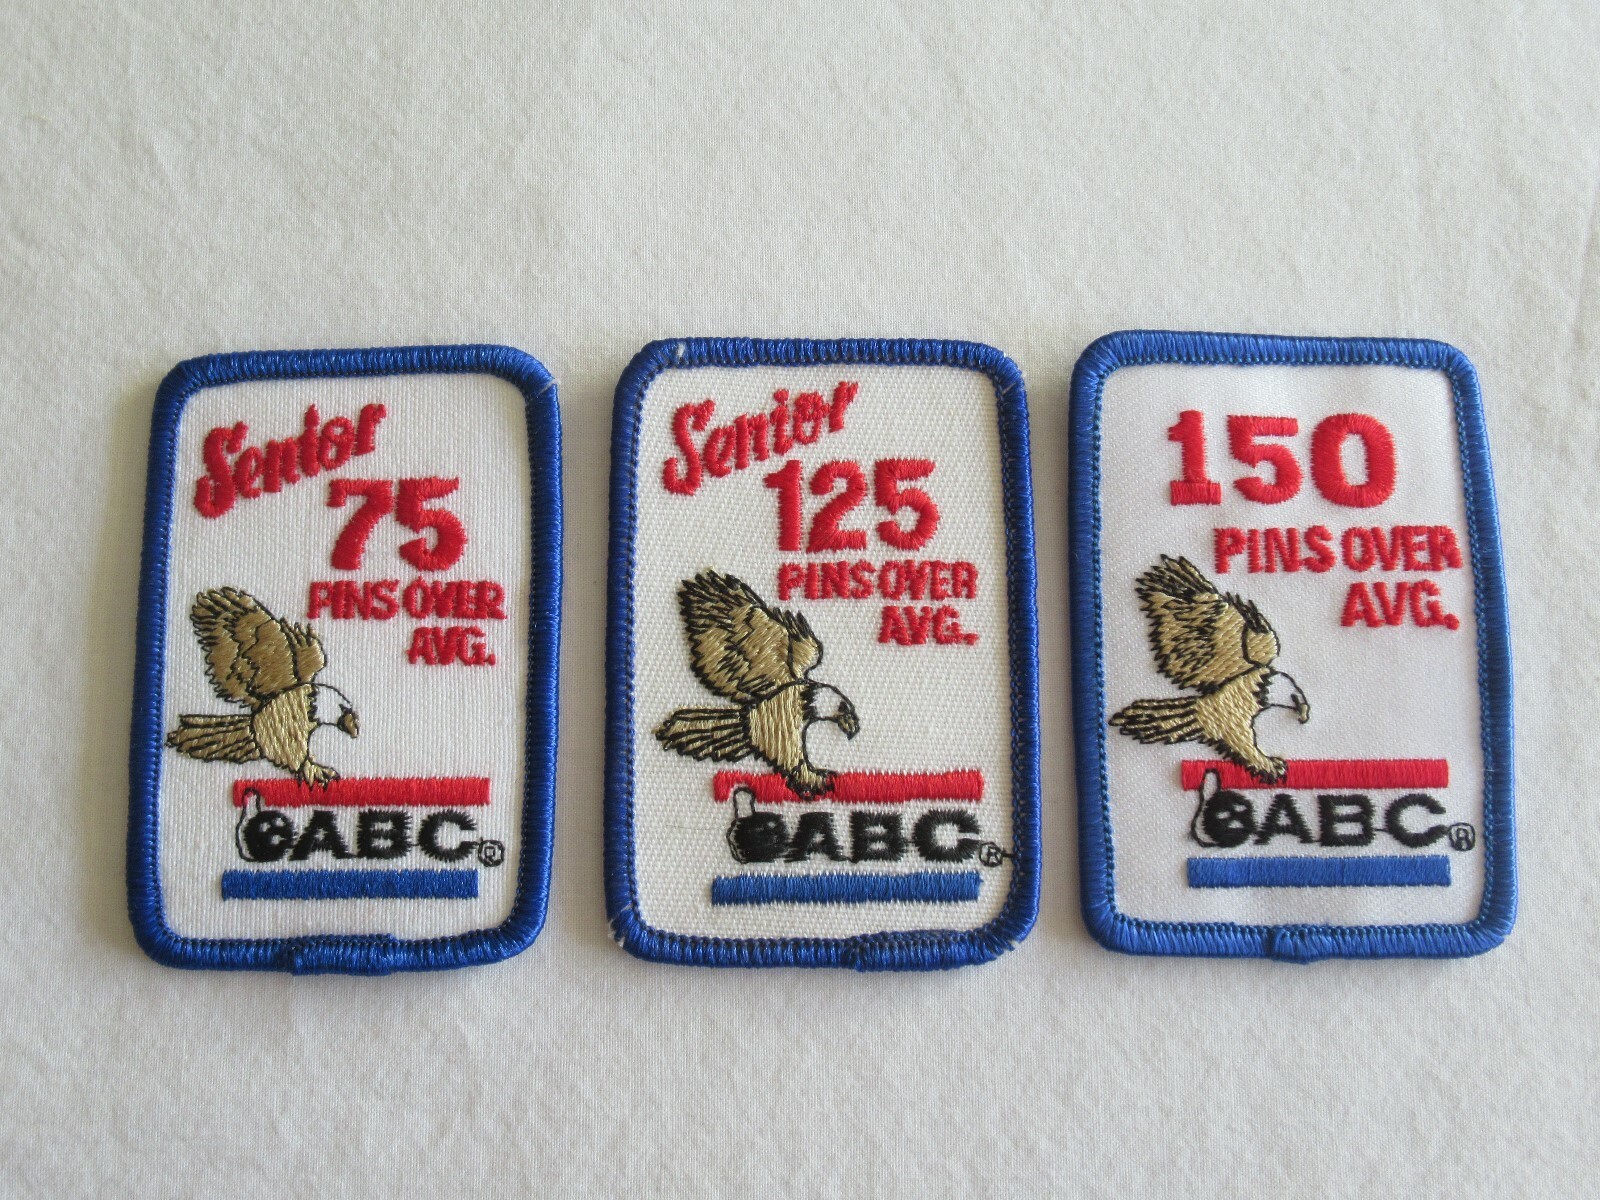 Senior
75
PINS OVER
AVG.
ABC®
Senior
125
PINS OVER
AVG.
ABC®
150
PINS OVER
AVG.
ABC®